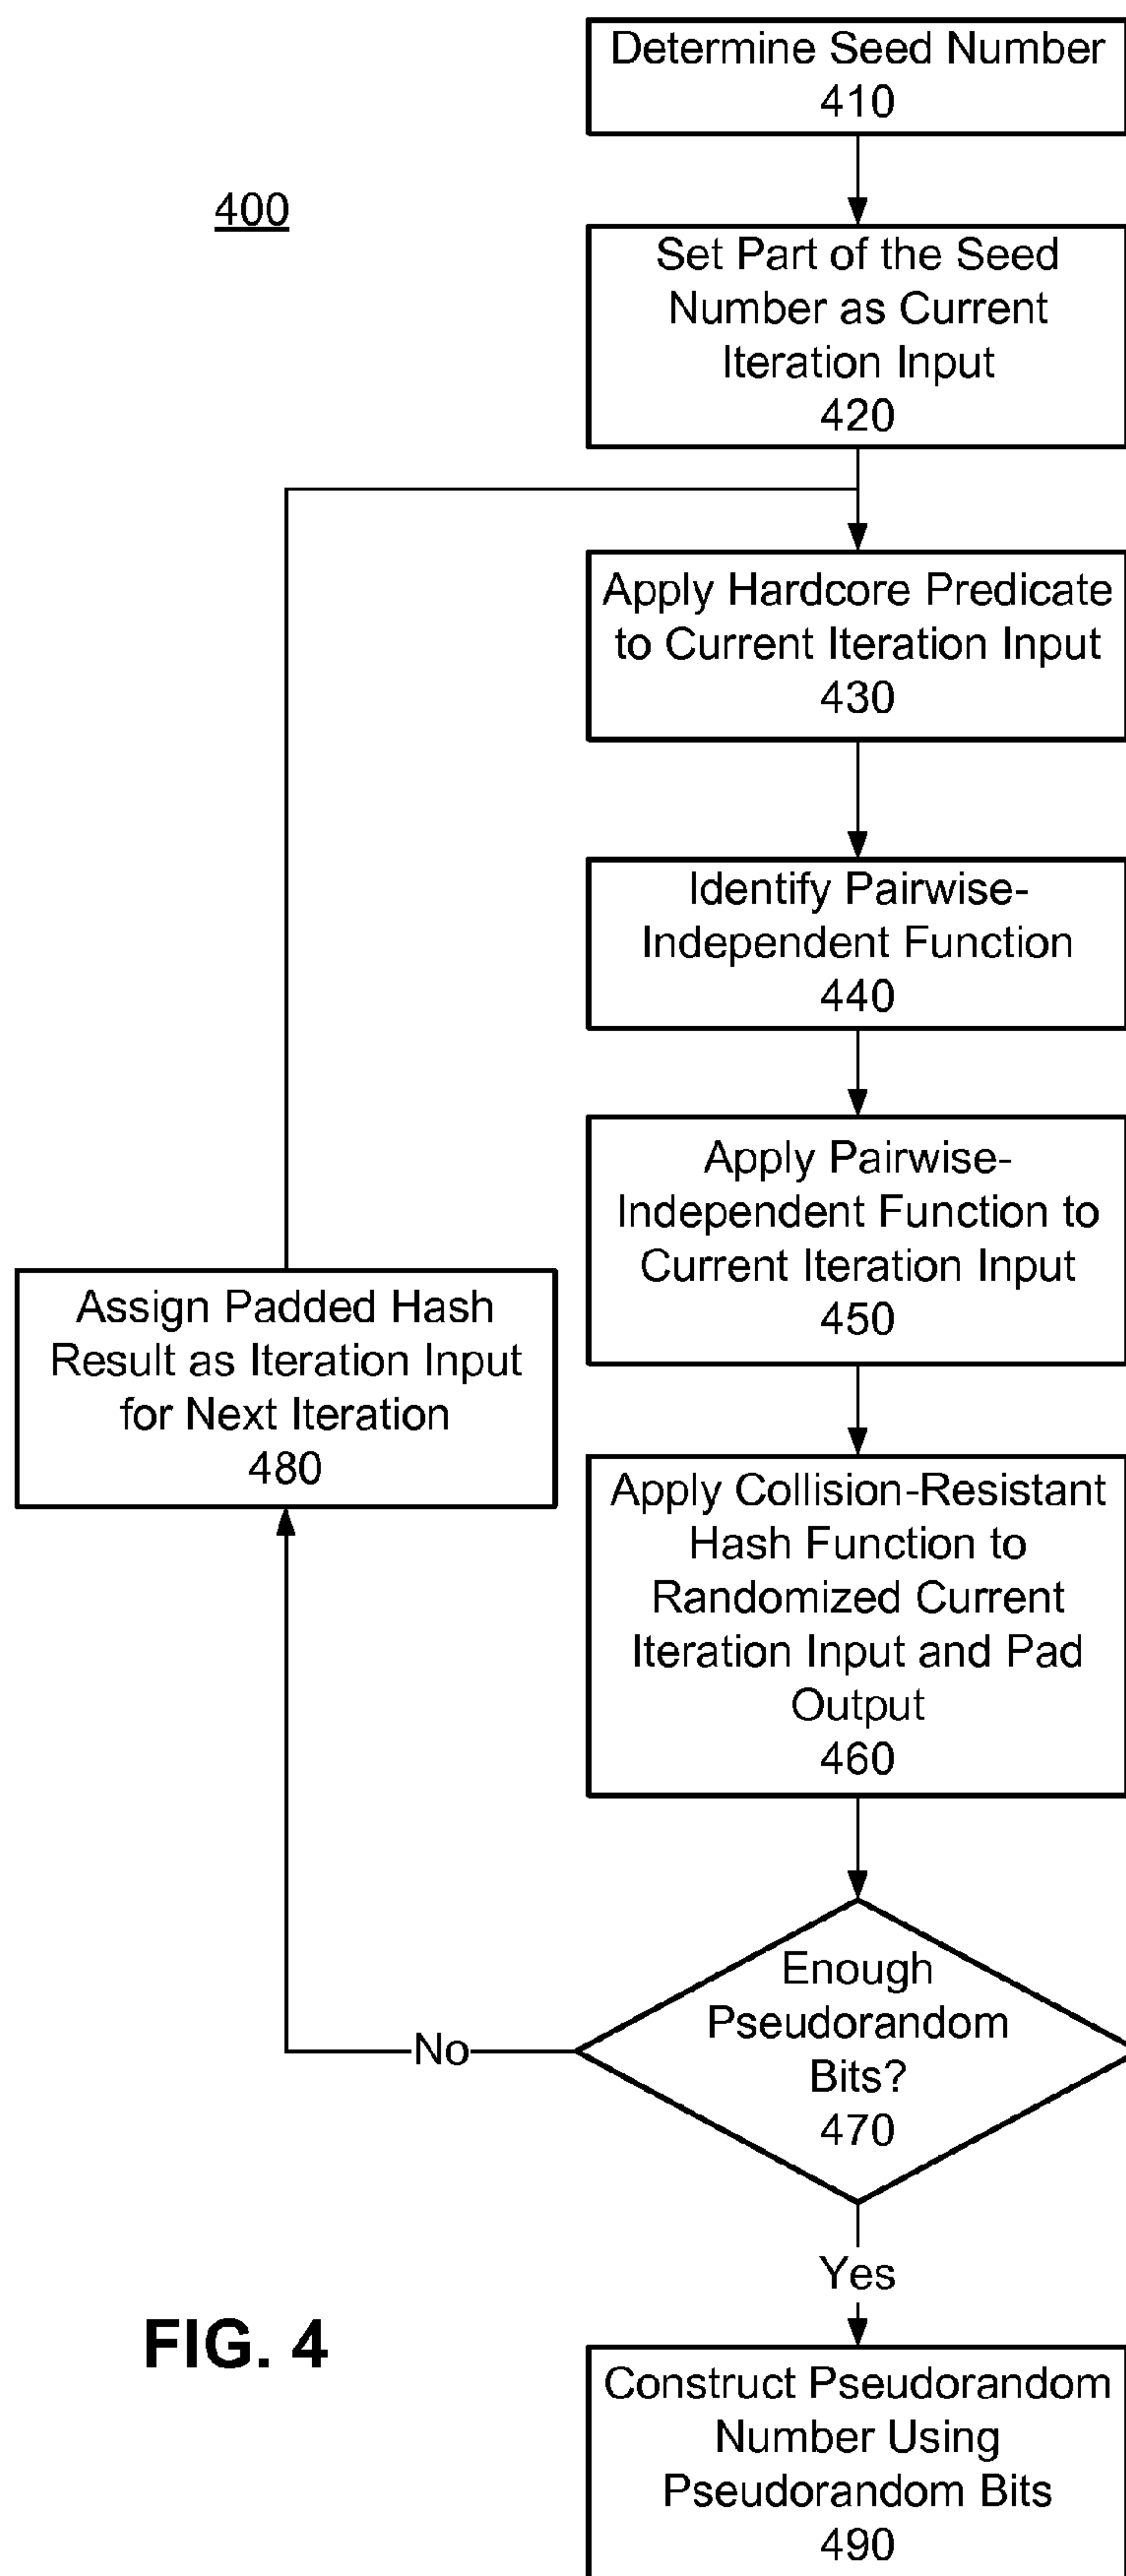 Determine Seed Number
410
400
Set Part of the Seed
Number as Current
Iteration Input
420
Apply Hardcore Predicate
to Current Iteration Input
430
Identify Pairwise-
Independent Function
440
Apply Pairwise-
Independent Function to
Current Iteration Input
450
Assign Padded Hash
Result as Iteration Input
for Next Iteration
480
Apply Collision-Resistant
Hash Function to
Randomized Current
Iteration Input and Pad
Output
460
Enough
Pseudorandom
Bits?
470
No
Yes
FIG. 4
Construct Pseudorandom
Number Using
Pseudorandom Bits
490